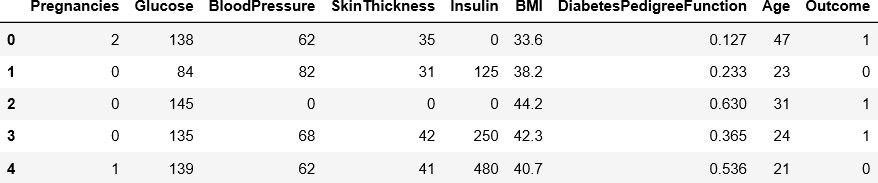 Pregnancies Glucose BloodPressure SkinThickness Insulin BMI DiabetesPedigreeFunction Age Outcome
0 2 138 62 35 0 33.6 0.127 47 1
1 0 84 82 31 125 38.2 0.233 23 0
2 0 145 0 0 0 44.2 0.630 31 1
3 0 135 68 42 250 42.3 0.365 24 1
4 1 139 62 41 480 40.7 0.536 21 0